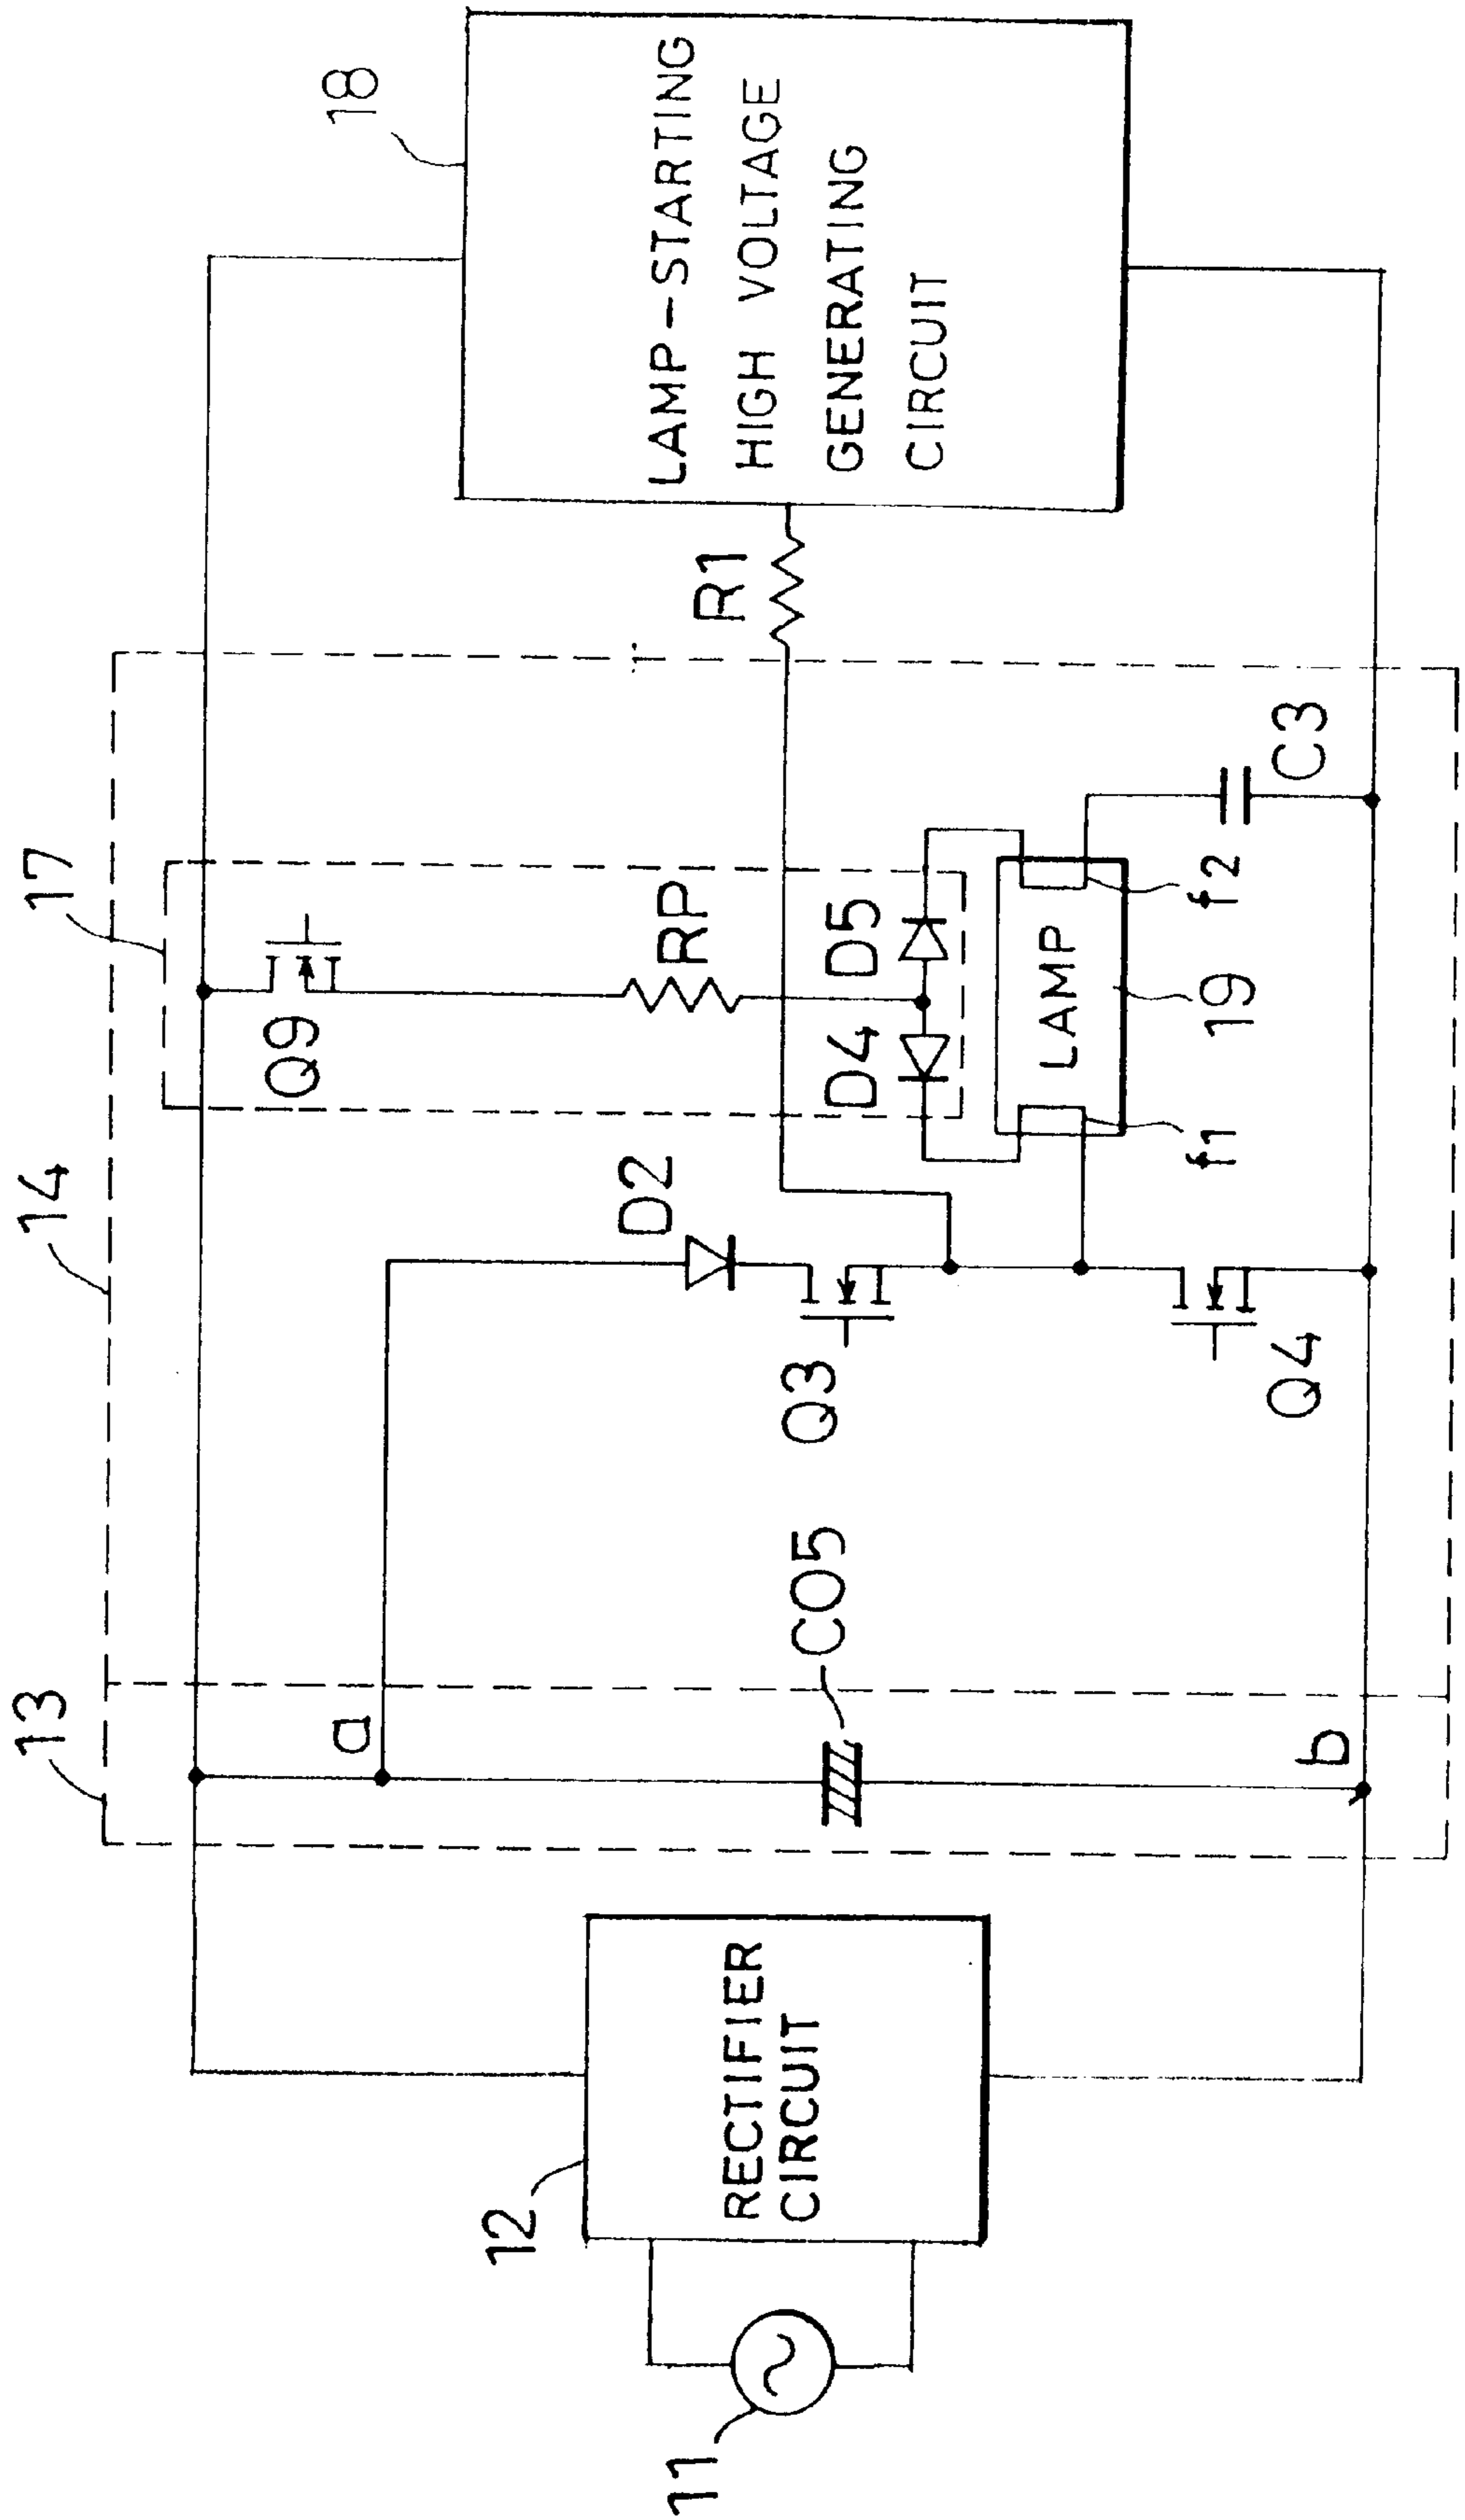 11
12
RECTIFIER
CIRCUIT
13
a
b
CO5
14
D2
Q3
Q4
17
Q9
RP
D4
D5
LAMP
f1
19
f2
C3
R1
18
LAMP-STARTING
HIGH VOLTAGE
GENERATING
CIRCUIT